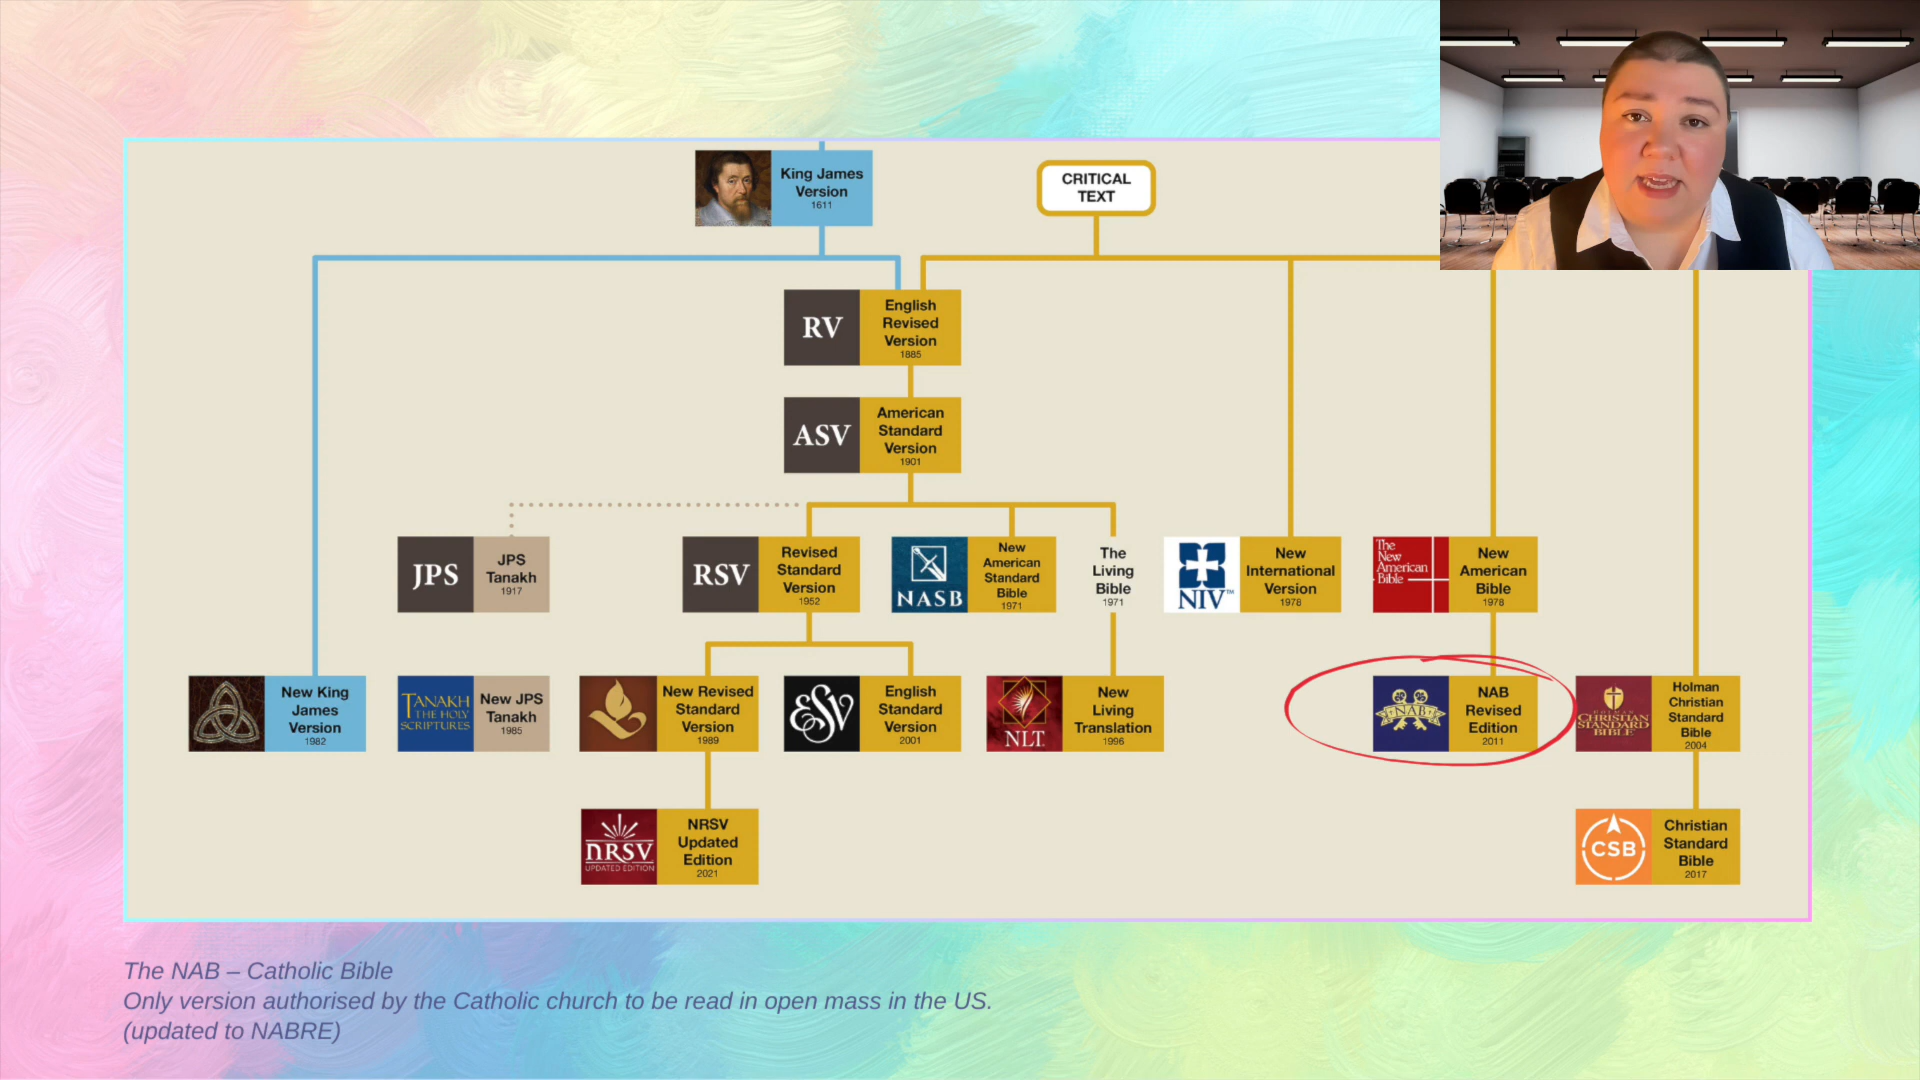 King James
Version
1611
CRITICAL
TEXT
RV
English
Revised
Version
1885
ASV
American
Standard
Version
1901
JPS
JPS
Tanakh
1917
RSV
Revised
Standard
Version
1952
NASB
New
American
Standard
Bible
1971
The
Living
Bible
1971
NIV™
New
International
Version
1978
The
New
American
Bible
New
American
Bible
1978
New King
James
Version
1982
TANAKH
THE HOLY
SCRIPTURES
New JPS
Tanakh
1985
New Revised
Standard
Version
1989
ESV
English
Standard
Version
2001
NLT
New
Living
Translation
1996
NAB
NAB
Revised
Edition
2011
HOLMAN
CHRISTIAN
STANDARD
BIBLE
Holman
Christian
Standard
Bible
2004
NRSV
UPDATED EDITION
NRSV
Updated
Edition
2021
CSB
Christian
Standard
Bible
2017
The NAB – Catholic Bible
Only version authorised by the Catholic church to be read in open mass in the US.
(updated to NABRE)